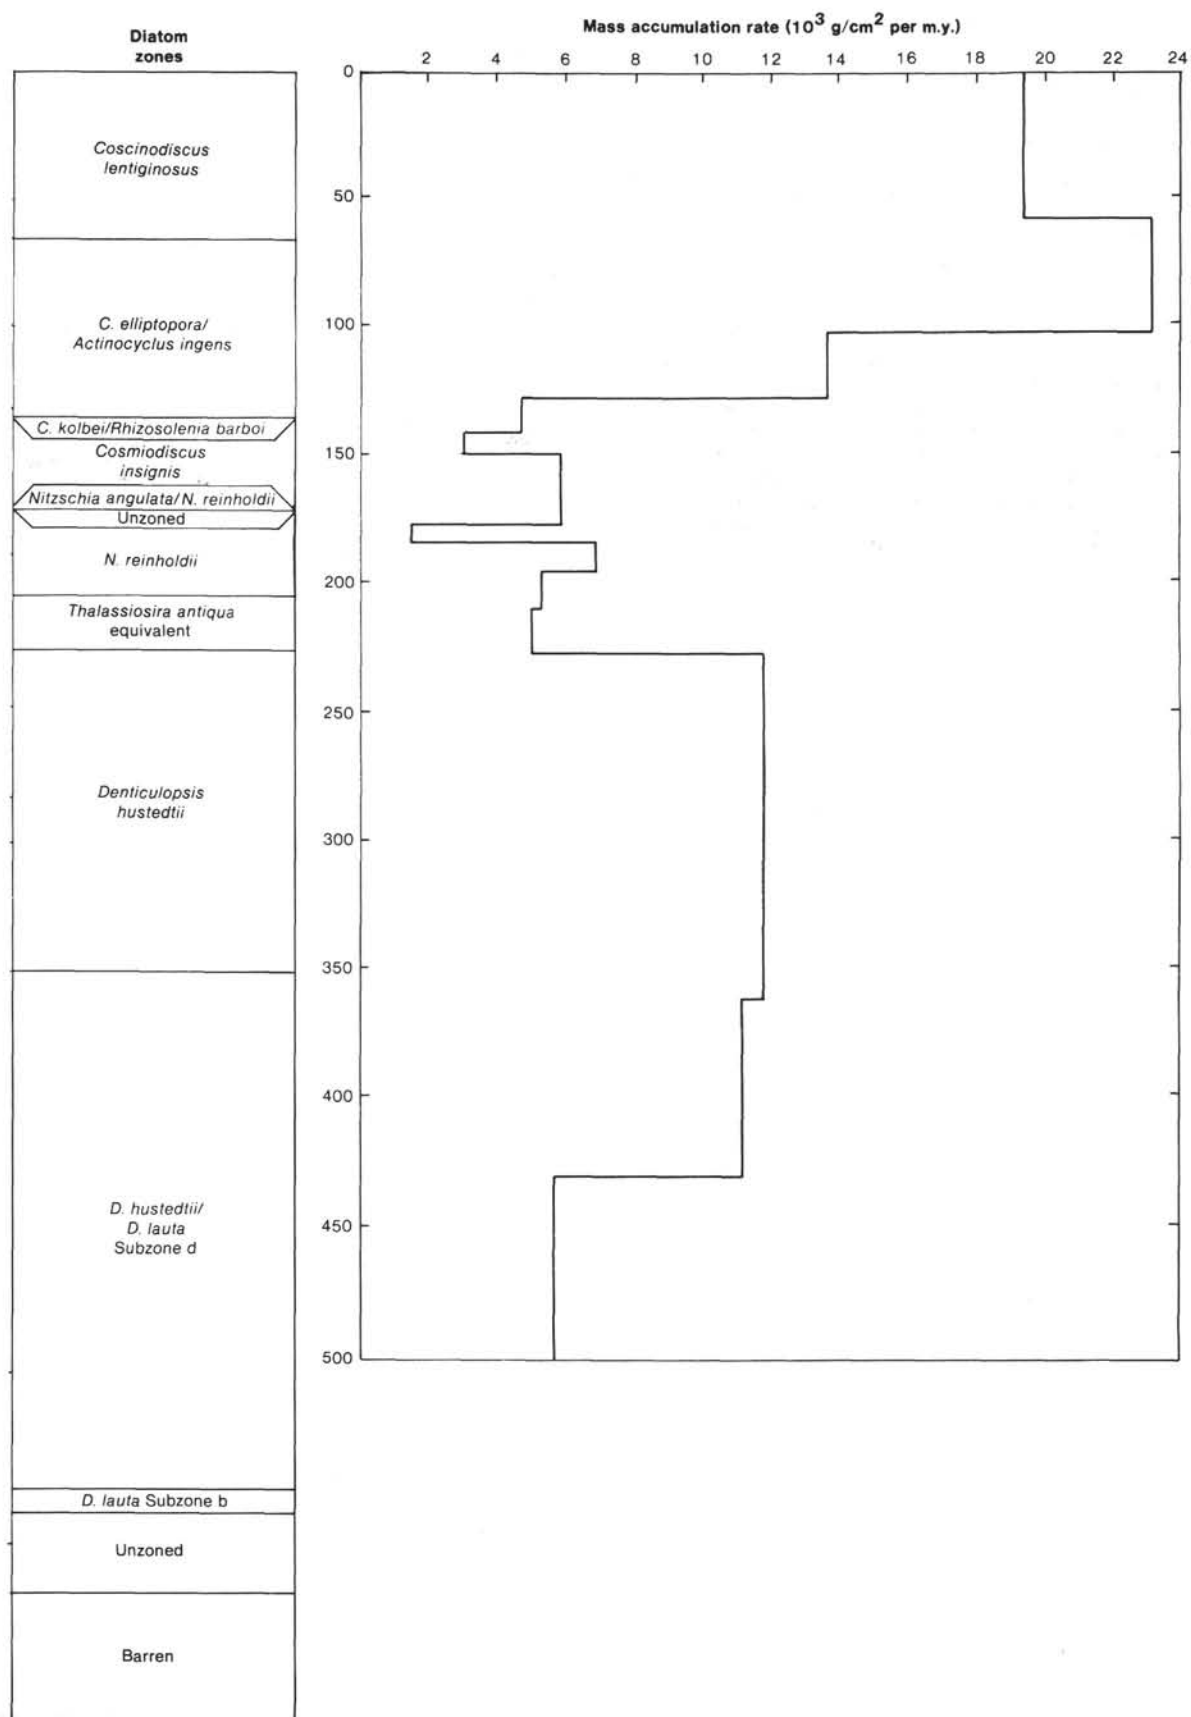 Diatom
zones
Mass accumulation rate (10³ g/cm² per m.y.)
2 4 6 8 10 12 14 16 18 20 22 24
0
50
100
150
200
250
300
350
400
450
500
Coscinodiscus
lentiginosus
C. elliptopora/
Actinocyclus ingens
C. kolbei/Rhizosolenia barboi
Cosmiodiscus
insignis
Nitzschia angulata/N. reinholdii
Unzoned
N. reinholdii
Thalassiosira antiqua
equivalent
Denticulopsis
hustedtii
D. hustedtii/
D. lauta
Subzone d
D. lauta Subzone b
Unzoned
Barren